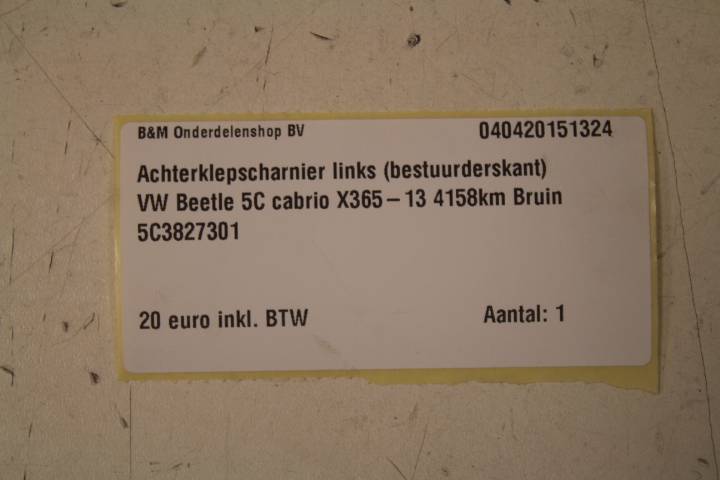 B&M Onderdelenshop BV 040420151324
Achterklepscharnier links (bestuurderskant)
VW Beetle 5C cabrio X365–13 4158km Bruin
5C3827301
20 euro inkl. BTW Aantal: 1